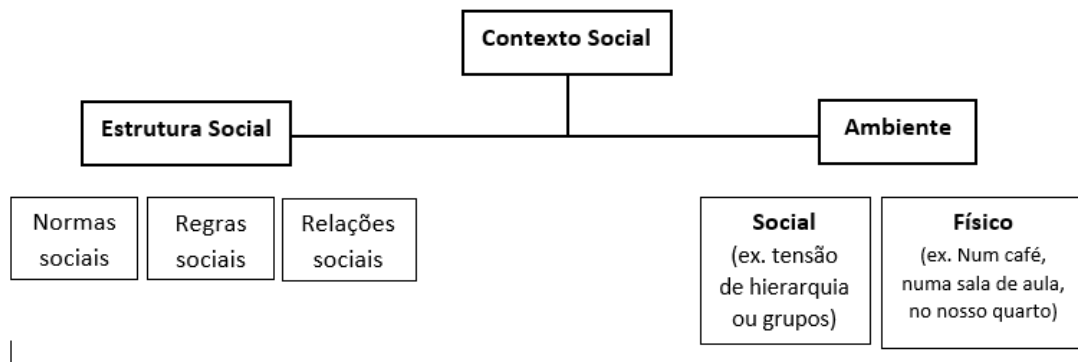 Contexto Social
Estrutura Social
Ambiente
Normas
sociais
Regras
sociais
Relações
sociais
Social
(ex. tensão
de hierarquia
ou grupos)
Físico
(ex. Num café,
numa sala de aula,
no nosso quarto)